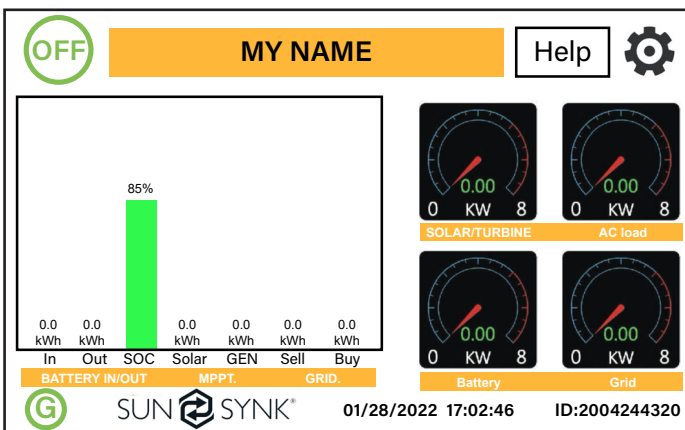 OFF
MY NAME
Help
85%
0.0 0.0 0.0 0.0 0.0 0.0
kWh kWh kWh kWh kWh kWh
In Out SOC Solar GEN Sell Buy
BATTERY IN/OUT MPPT. GRID.
0.00 0.00
0 KW 8 0 KW 8
SOLAR/TURBINE AC load
0.00 0.00
0 KW 8 0 KW 8
Battery Grid
G SUN SYNK® 01/28/2022 17:02:46 ID:2004244320